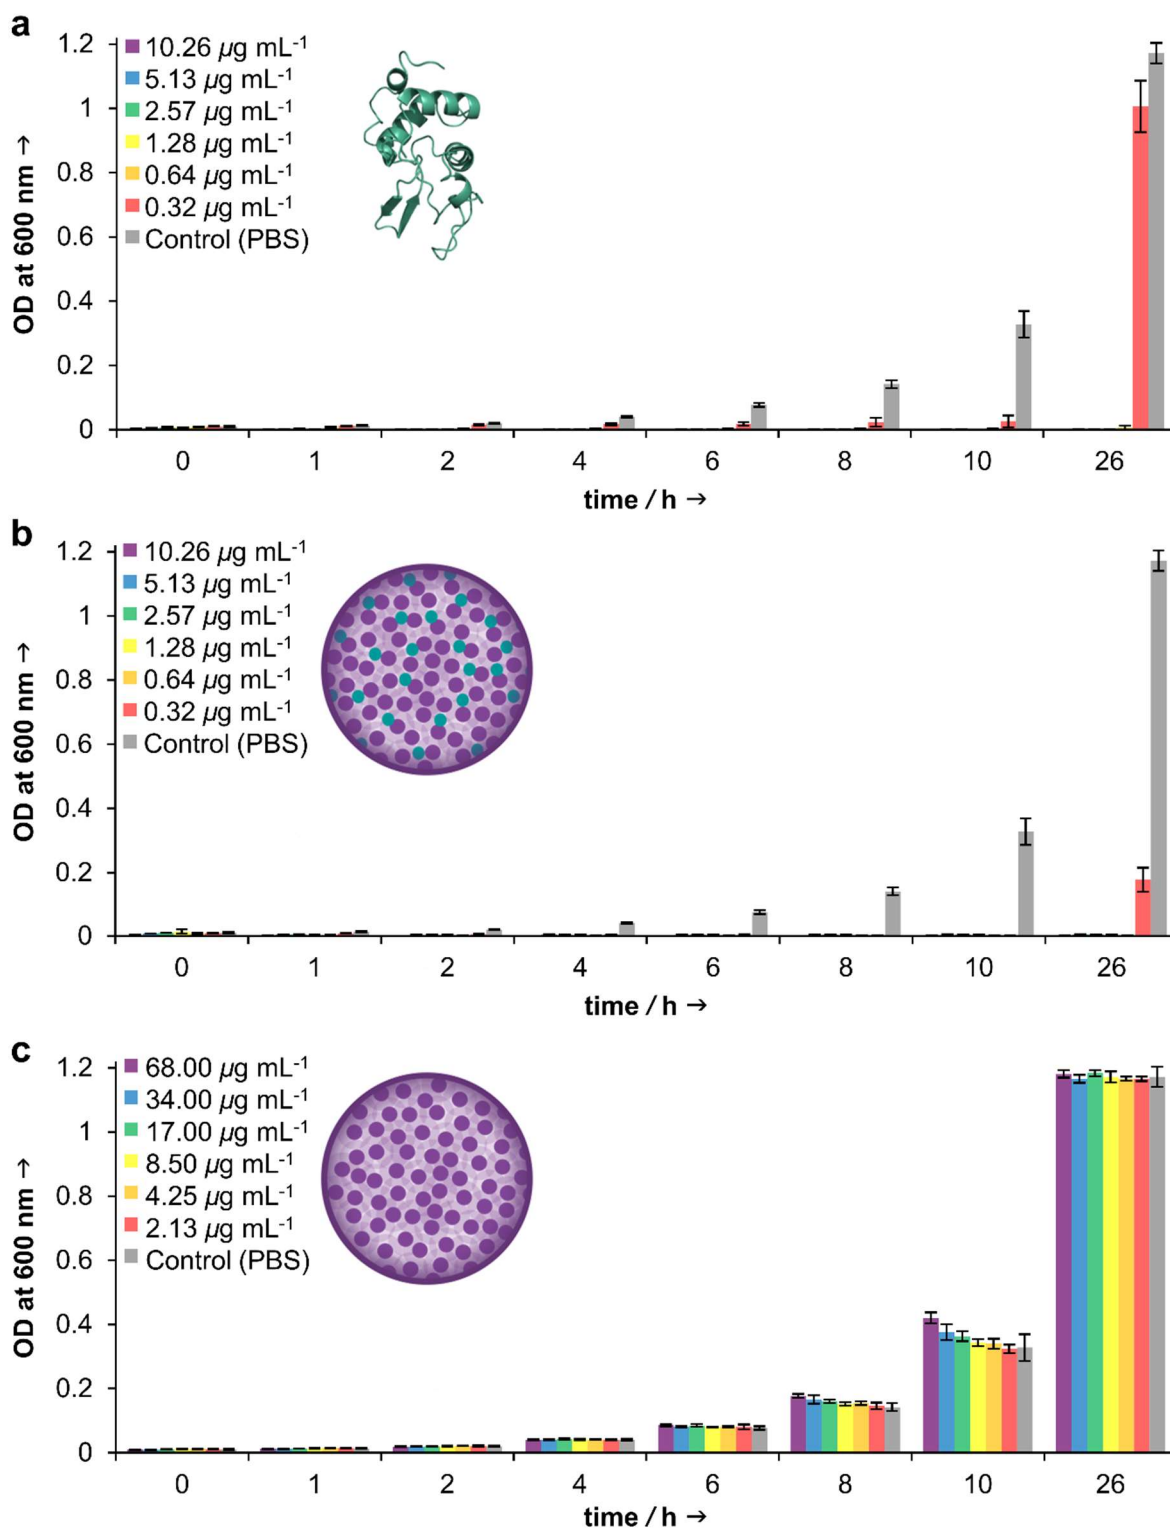 a
1.2
1
0.8
0.6
0.4
0.2
0
OD at 600 nm →
10.26 µg mL-1
5.13 µg mL-1
2.57 µg mL-1
1.28 µg mL-1
0.64 µg mL-1
0.32 µg mL-1
Control (PBS)
0 1 2 4 6 8 10 26
time / h →
b
1.2
1
0.8
0.6
0.4
0.2
0
OD at 600 nm →
10.26 µg mL-1
5.13 µg mL-1
2.57 µg mL-1
1.28 µg mL-1
0.64 µg mL-1
0.32 µg mL-1
Control (PBS)
0 1 2 4 6 8 10 26
time / h →
c
1.2
1
0.8
0.6
0.4
0.2
0
OD at 600 nm →
68.00 µg mL-1
34.00 µg mL-1
17.00 µg mL-1
8.50 µg mL-1
4.25 µg mL-1
2.13 µg mL-1
Control (PBS)
0 1 2 4 6 8 10 26
time / h →